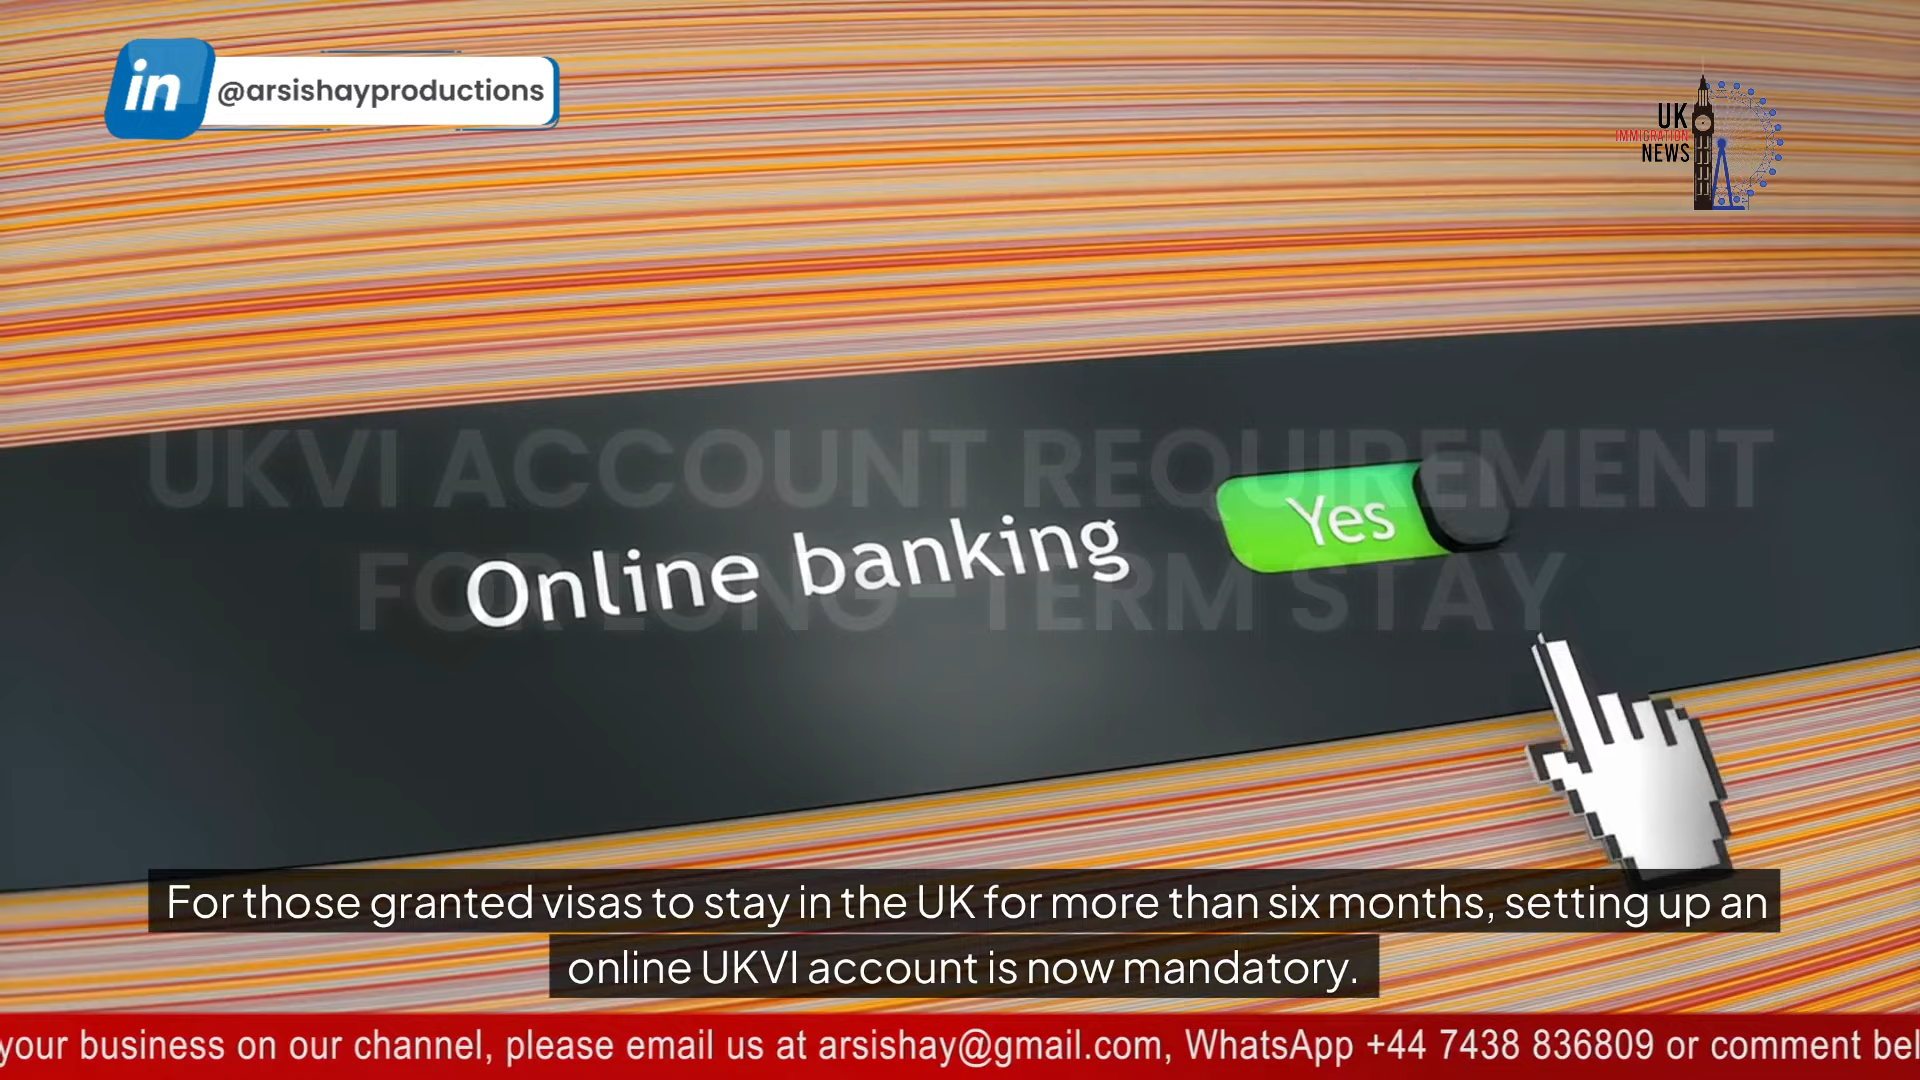 in @arsishayproductions
UK
IMMIGRATION
NEWS
UKVI ACCOUNT REQUIREMENT
FOR LONG-TERM STAY
Online banking Yes
For those granted visas to stay in the UK for more than six months, setting up an
online UKVI account is now mandatory.
your business on our channel, please email us at arsishay@gmail.com, WhatsApp +44 7438 836809 or comment bel